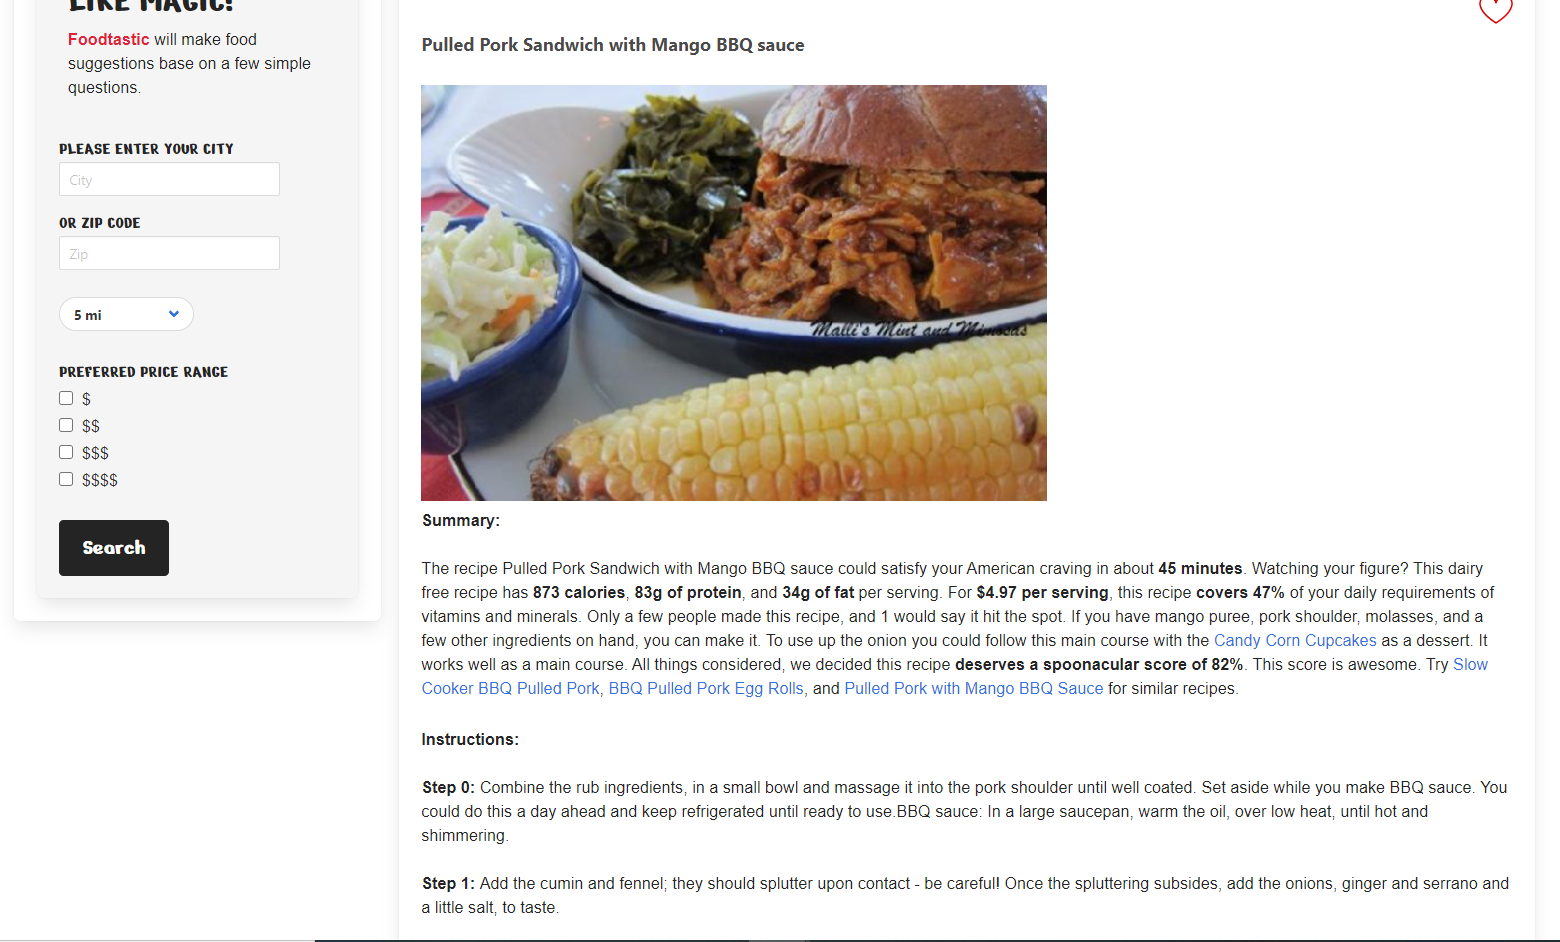 LIKE MAGIC!
Foodtastic will make food
suggestions base on a few simple
questions.
PLEASE ENTER YOUR CITY
City
OR ZIP CODE
Zip
5 mi
PREFERRED PRICE RANGE
$
$$
$$$
$$$$
Search
Pulled Pork Sandwich with Mango BBQ sauce
Malli's Mint and Mimosas
Summary:
The recipe Pulled Pork Sandwich with Mango BBQ sauce could satisfy your American craving in about 45 minutes. Watching your figure? This dairy
free recipe has 873 calories, 83g of protein, and 34g of fat per serving. For $4.97 per serving, this recipe covers 47% of your daily requirements of
vitamins and minerals. Only a few people made this recipe, and 1 would say it hit the spot. If you have mango puree, pork shoulder, molasses, and a
few other ingredients on hand, you can make it. To use up the onion you could follow this main course with the Candy Corn Cupcakes as a dessert. It
works well as a main course. All things considered, we decided this recipe deserves a spoonacular score of 82%. This score is awesome. Try Slow
Cooker BBQ Pulled Pork, BBQ Pulled Pork Egg Rolls, and Pulled Pork with Mango BBQ Sauce for similar recipes.
Instructions:
Step 0: Combine the rub ingredients, in a small bowl and massage it into the pork shoulder until well coated. Set aside while you make BBQ sauce. You
could do this a day ahead and keep refrigerated until ready to use.BBQ sauce: In a large saucepan, warm the oil, over low heat, until hot and
shimmering.
Step 1: Add the cumin and fennel; they should splutter upon contact - be careful! Once the spluttering subsides, add the onions, ginger and serrano and
a little salt, to taste.